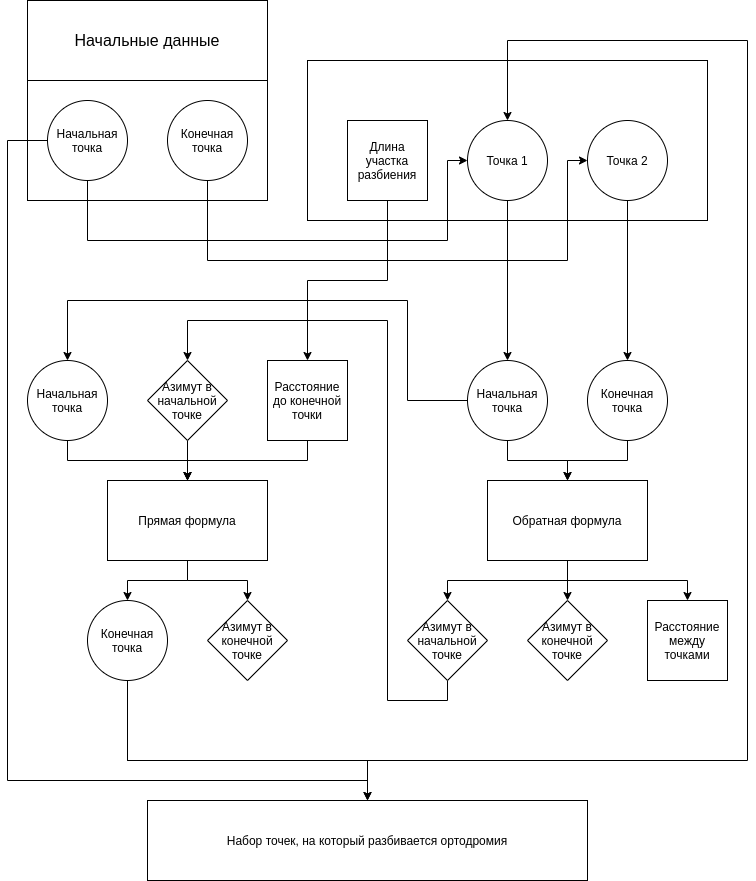 Начальные данные
Начальная
точка
Конечная
точка
Длина
участка
разбиения
Точка 1
Точка 2
Начальная
точка
Азимут в
начальной
точке
Расстояние
до конечной
точки
Начальная
точка
Конечная
точка
Прямая формула
Обратная формула
Конечная
точка
Азимут в
конечной
точке
Азимут в
начальной
точке
Азимут в
конечной
точке
Расстояние
между
точками
Набор точек, на который разбивается ортодромия